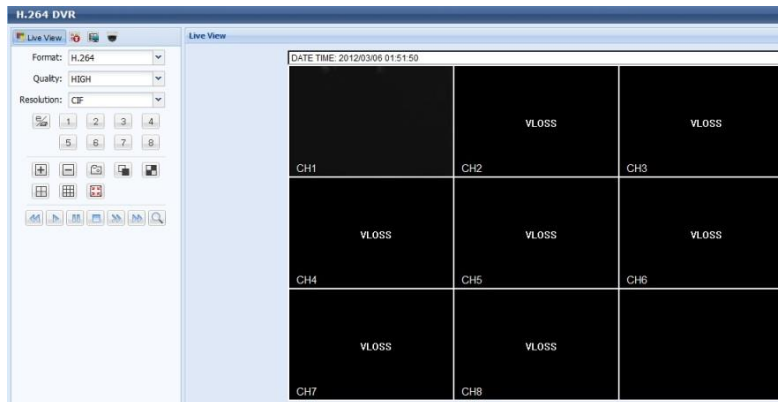 H.264 DVR
Live View
Live View
Format: H.264
Quality: HIGH
Resolution: CIF
1 2 3 4
5 6 7 8
DATE TIME: 2012/03/06 01:51:50
CH1
VLOSS
CH2
VLOSS
CH3
VLOSS
CH4
VLOSS
CH5
VLOSS
CH6
VLOSS
CH7
VLOSS
CH8